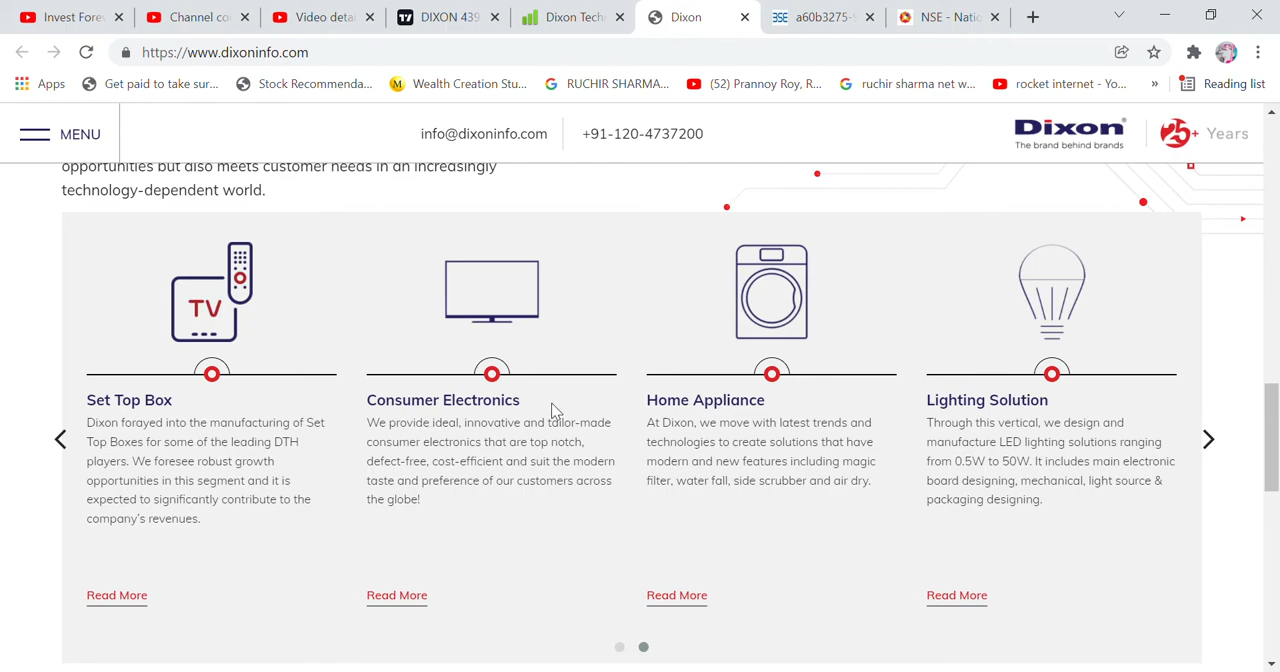 Invest Fore
Channel co
Video detai
DIXON 439
Dixon Tech
Dixon
a60b3275-
NSE - Natio
https://www.dixoninfo.com
Apps
Get paid to take sur...
Stock Recommenda...
Wealth Creation Stu...
RUCHIR SHARMA...
(52) Prannoy Roy, R...
ruchir sharma net w...
rocket internet - Yo...
»
Reading list
MENU
info@dixoninfo.com
+91-120-4737200
Dixon®
The brand behind brands
25+ Years
opportunities but also meets customer needs in an increasingly
technology-dependent world.
TV
Set Top Box
Dixon forayed into the manufacturing of Set
Top Boxes for some of the leading DTH
players. We foresee robust growth
opportunities in this segment and it is
expected to significantly contribute to the
company's revenues.
Read More
Consumer Electronics
We provide ideal, innovative and tailor-made
consumer electronics that are top notch,
defect-free, cost-efficient and suit the modern
taste and preference of our customers across
the globe!
Read More
Home Appliance
At Dixon, we move with latest trends and
technologies to create solutions that have
modern and new features including magic
filter, water fall, side scrubber and air dry.
Read More
Lighting Solution
Through this vertical, we design and
manufacture LED lighting solutions ranging
from 0.5W to 50W. It includes main electronic
board designing, mechanical, light source &
packaging designing.
Read More